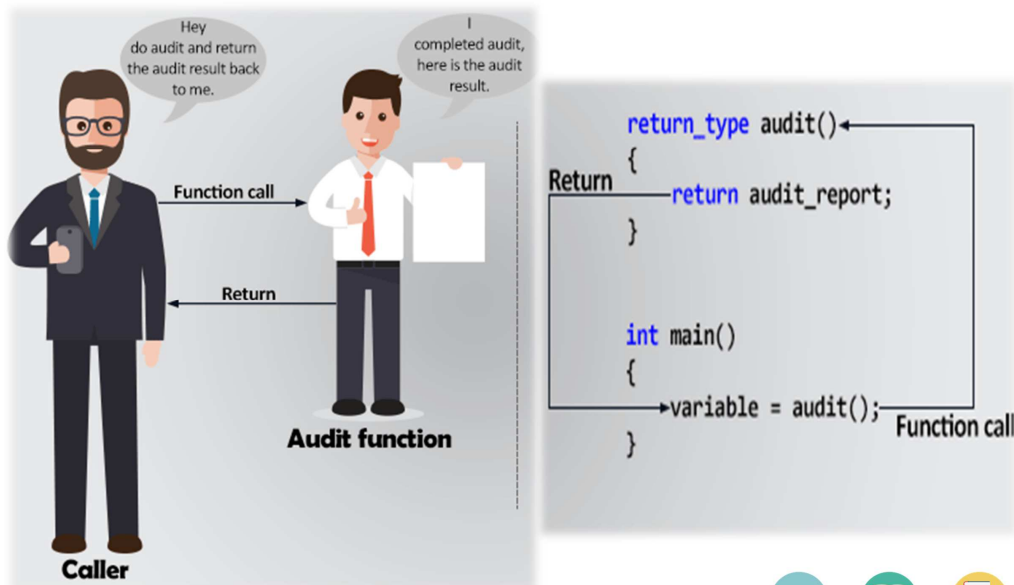 Hey
do audit and return
the audit result back
to me.
I
completed audit,
here is the audit
result.
Function call
Return
Audit function
Caller
return_type audit()
{
Return
return audit_report;
}
int main()
{
variable = audit();
Function call
}